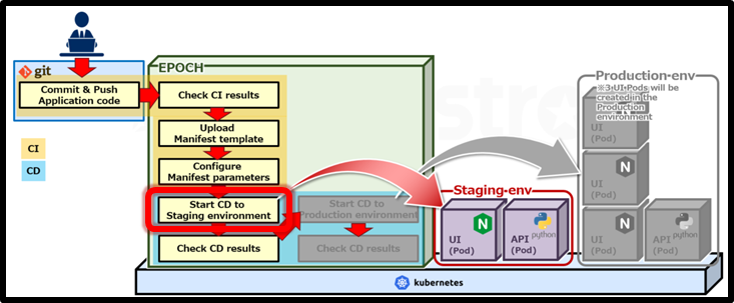 git
Commit & Push
Application code
CI
CD
EPOCH
Check CI results
Upload
Manifest template
Configure
Manifest parameters
Start CD to
Staging environment
Check CD results
Start CD to
Production environment
Check CD results
Staging-env
N
UI
(Pod)
python
API
(Pod)
Production-env
※3 UI Pods will be
created in the
Production
environment
UI
N
UI
(Pod)
N
UI
(Pod)
python
API
(Pod)
kubernetes